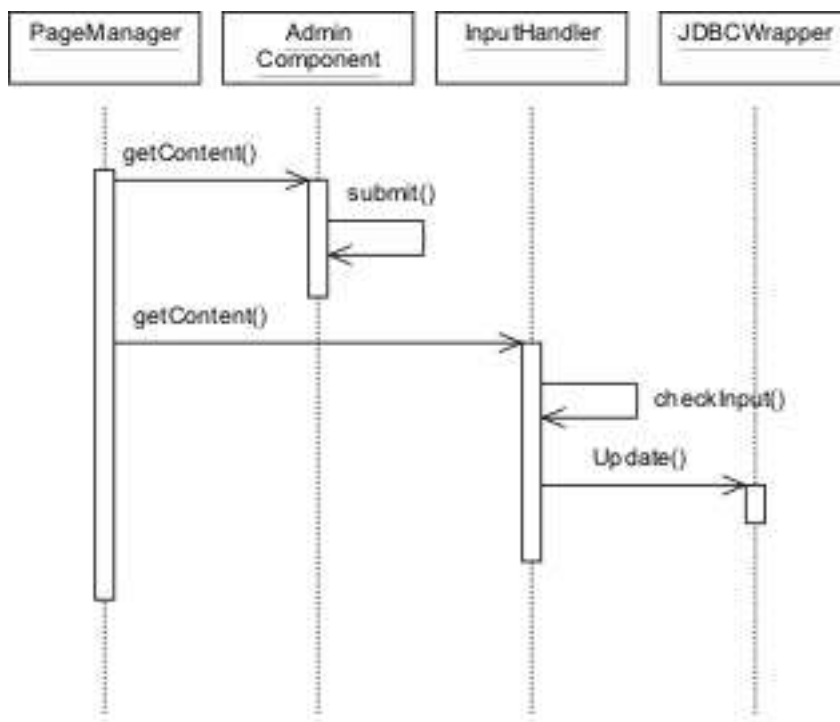 PageManager
Admin
Component
InputHandler
JDBCWrapper
getContent()
submit()
getContent()
checkInput()
Update()